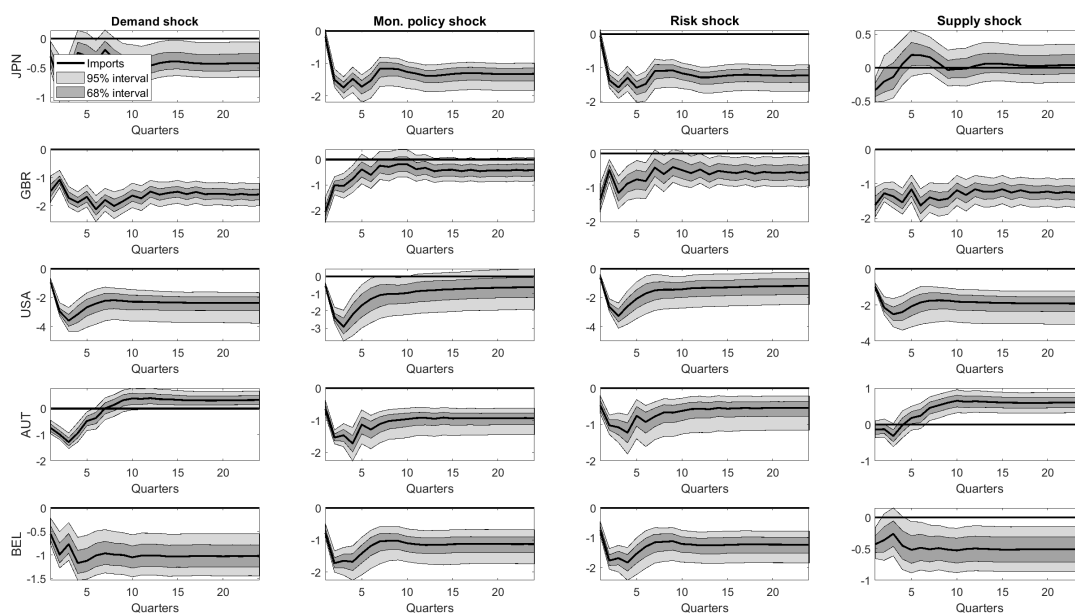 Demand shock Mon. policy shock Risk shock Supply shock
JPN
0 -0.5 -1
Imports
95% interval
68% interval
0 -1 -2
0 -1 -2
0.5 0 -0.5
5 10 15 20 5 10 15 20 5 10 15 20 5 10 15 20
Quarters Quarters Quarters Quarters
GBR
0 -1 -2
0 -1 -2
0 -1 -2
0 -1 -2
5 10 15 20 5 10 15 20 5 10 15 20 5 10 15 20
Quarters Quarters Quarters Quarters
USA
0 -2 -4
0 -1 -2 -3
0 -2 -4
0 -2 -4
5 10 15 20 5 10 15 20 5 10 15 20 5 10 15 20
Quarters Quarters Quarters Quarters
AUT
0 -1 -2
0 -1 -2
0 -1 -2
1 0 1
5 10 15 20 5 10 15 20 5 10 15 20 5 10 15 20
Quarters Quarters Quarters Quarters
BEL
0 -0.5 -1 -1.5
0 -1 -2
0 -1 -2
0 -0.5 1
5 10 15 20 5 10 15 20 5 10 15 20 5 10 15 20
Quarters Quarters Quarters Quarters